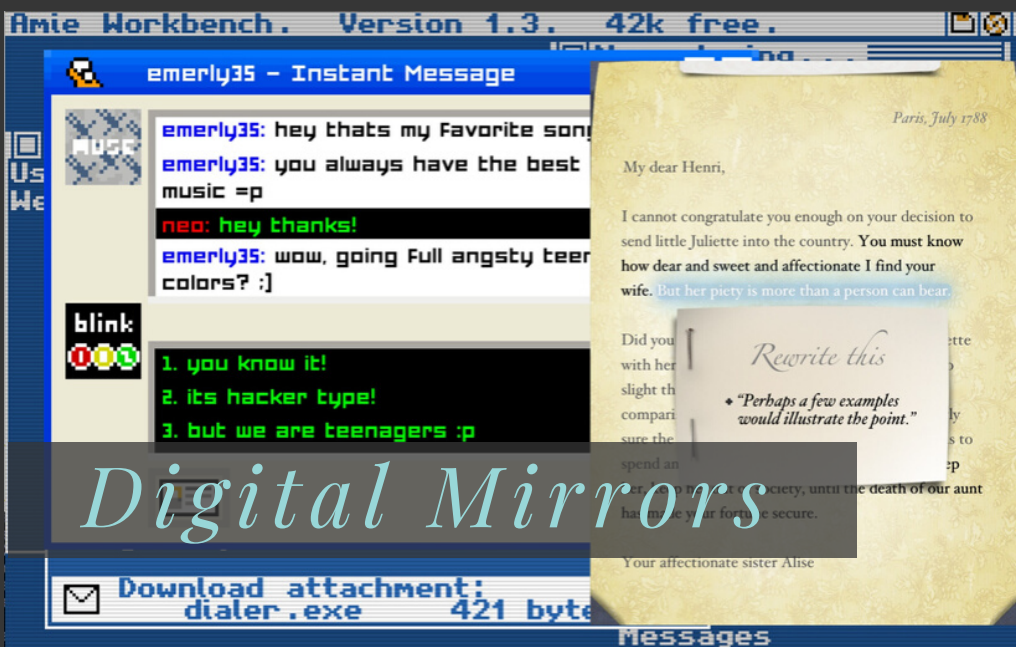 Amie Workbench. Version 1.3. 42k free.
emerly35 - Instant Message
MUSC
emerly35: hey thats my favorite song
emerly35: you always have the best
music =p
neo: hey thanks!
emerly35: wow, going full angsty teen
colors? :]
blink
182
1. you know it!
2. its hacker type!
3. but we are teenagers :p
Us
We
Download attachment:
dialer.exe 421 byte
Messages
Paris, July 1788
My dear Henri,
I cannot congratulate you enough on your decision to
send little Juliette into the country. You must know
how dear and sweet and affectionate I find your
wife. But her piety is more than a person can bear.
Did you
with her
slight th
compari
sure the
spend an
her, keep
society, until the death of our aunt
has made your fortune secure.
Your affectionate sister Alise
Rewrite this
"Perhaps a few examples
would illustrate the point."
Digital Mirrors